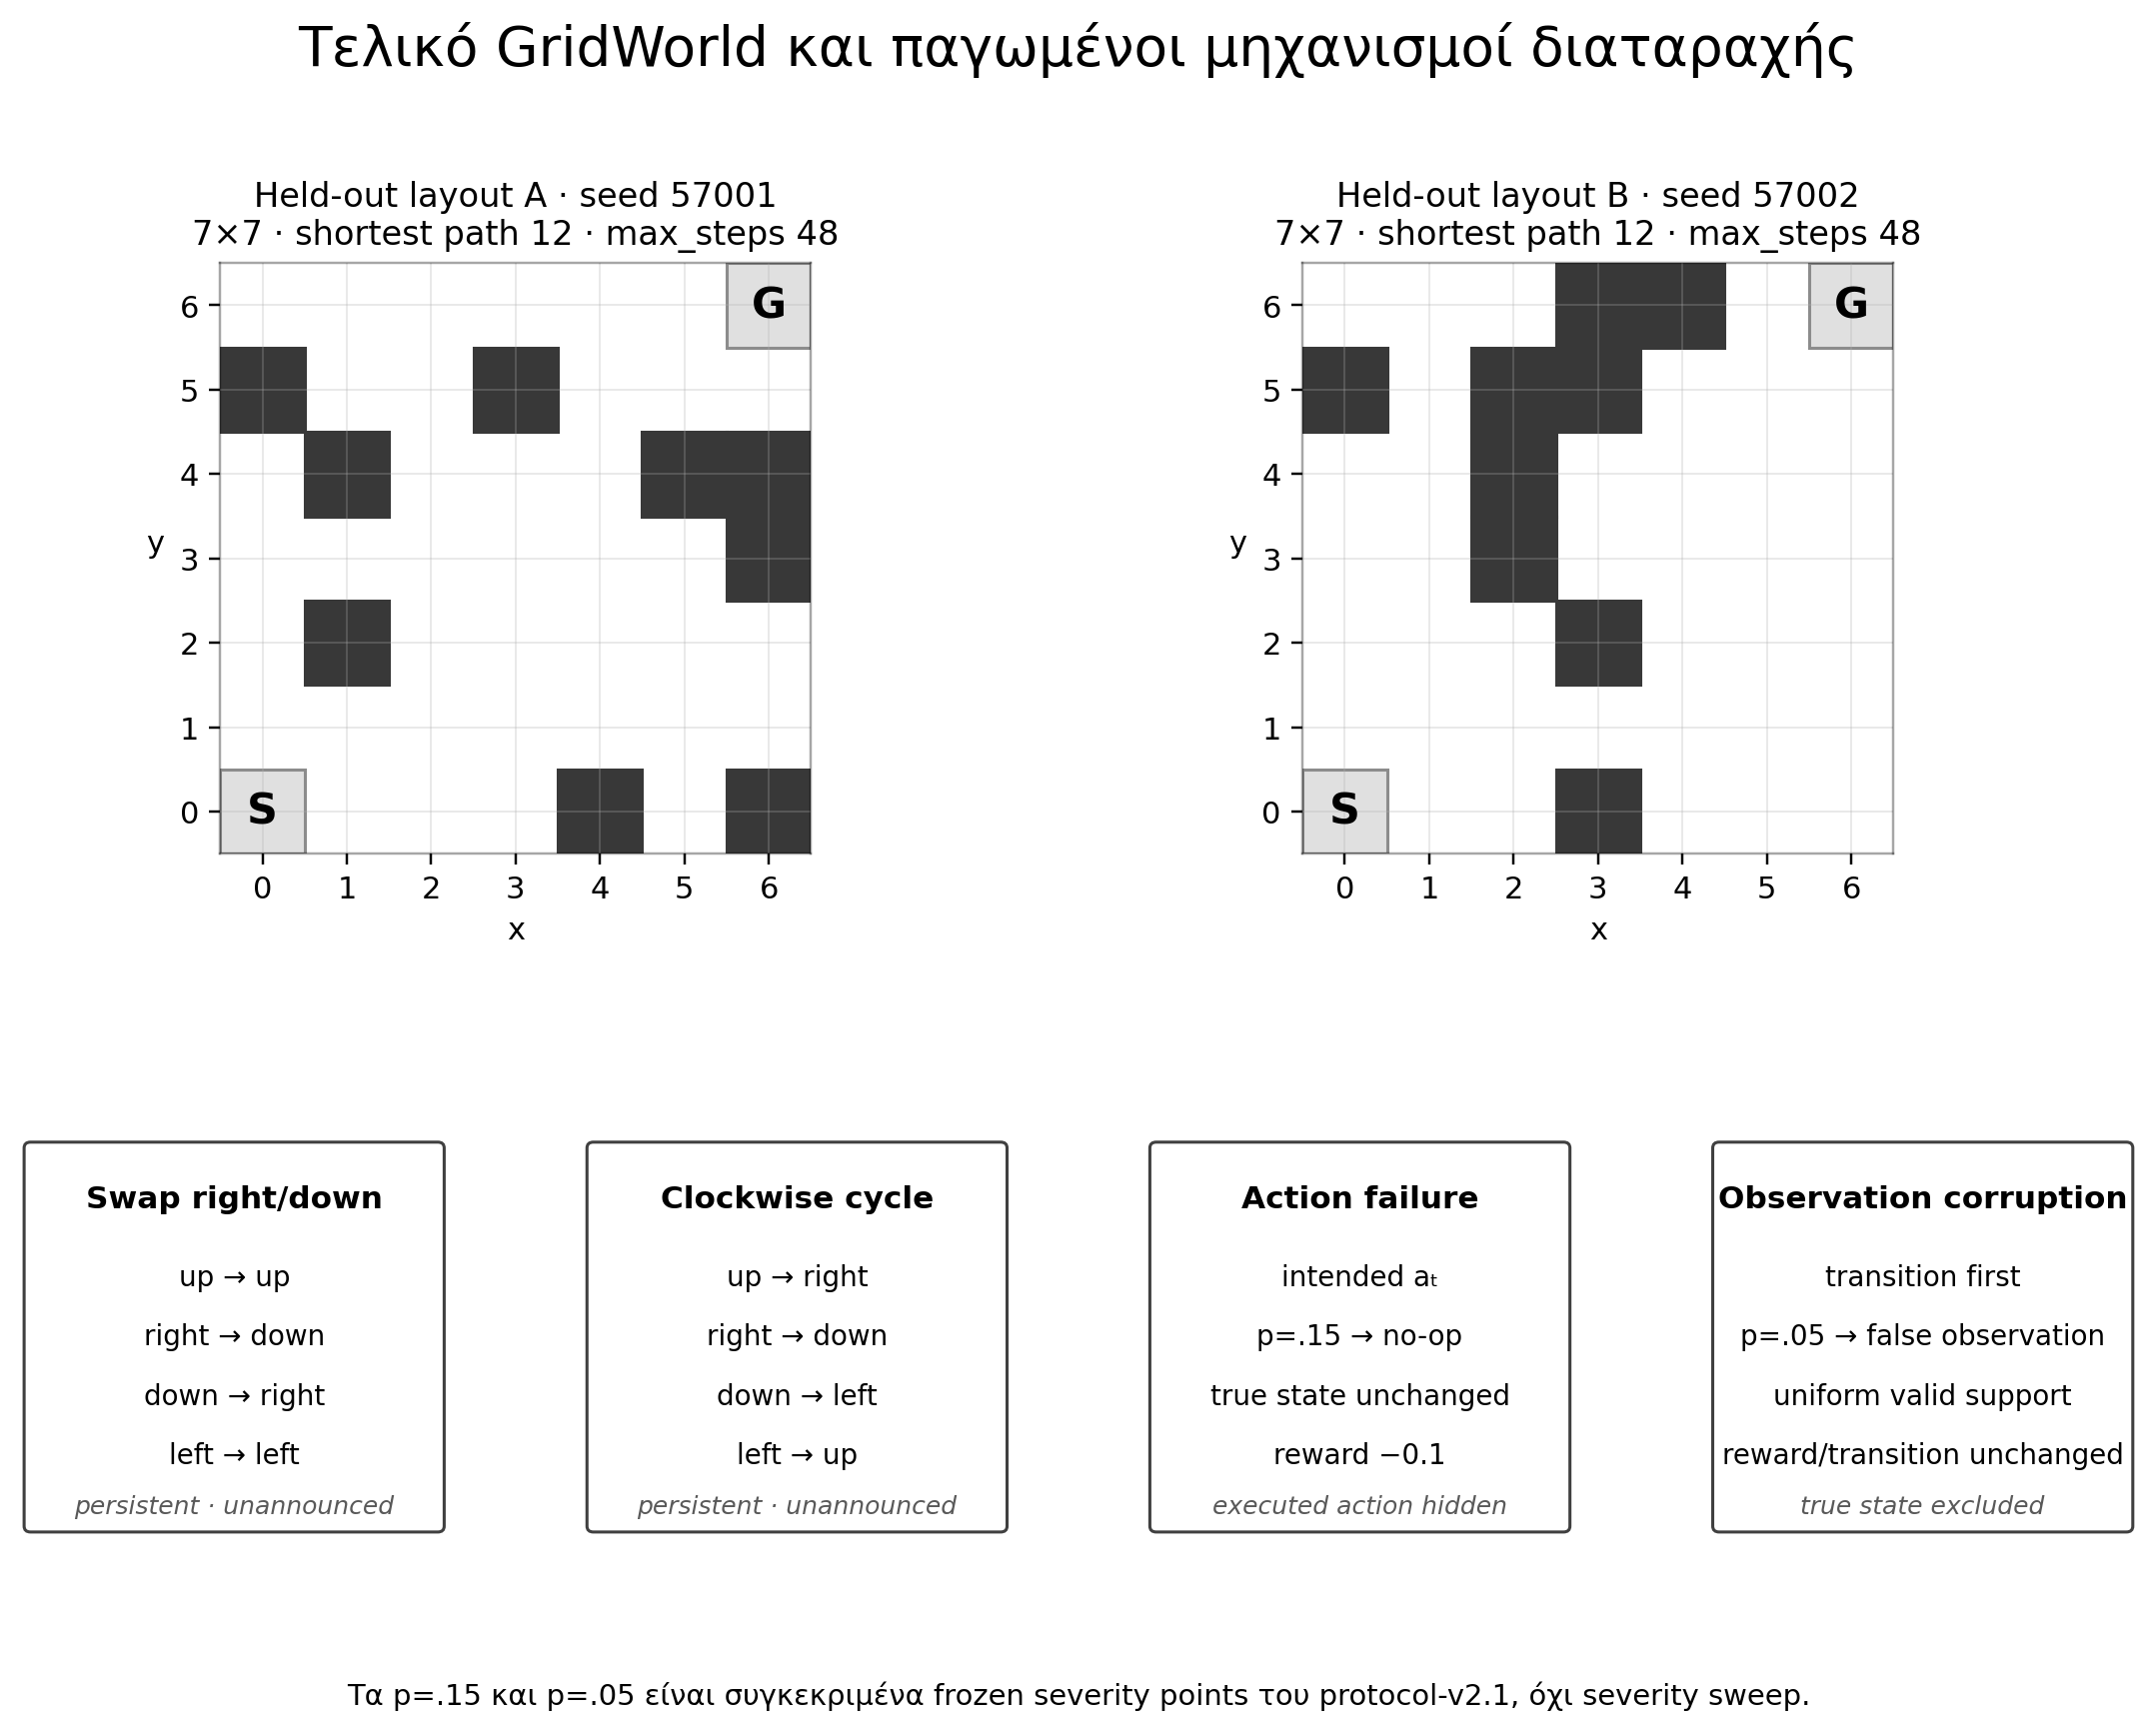 Τελικό GridWorld και παγωμένοι μηχανισμοί διαταραχής
Held-out layout A · seed 57001
7×7 · shortest path 12 · max_steps 48
G
6
5
4
y
3
2
1
S
0
0 1 2 3 4 5 6
x
Held-out layout B · seed 57002
7×7 · shortest path 12 · max_steps 48
G
6
5
4
y
3
2
1
S
0
0 1 2 3 4 5 6
x
Swap right/down
up → up
right → down
down → right
left → left
persistent · unannounced
Clockwise cycle
up → right
right → down
down → left
left → up
persistent · unannounced
Action failure
intended aₜ
p=.15 → no-op
true state unchanged
reward −0.1
executed action hidden
Observation corruption
transition first
p=.05 → false observation
uniform valid support
reward/transition unchanged
true state excluded
Τα p=.15 και p=.05 είναι συγκεκριμένα frozen severity points του protocol-v2.1, όχι severity sweep.